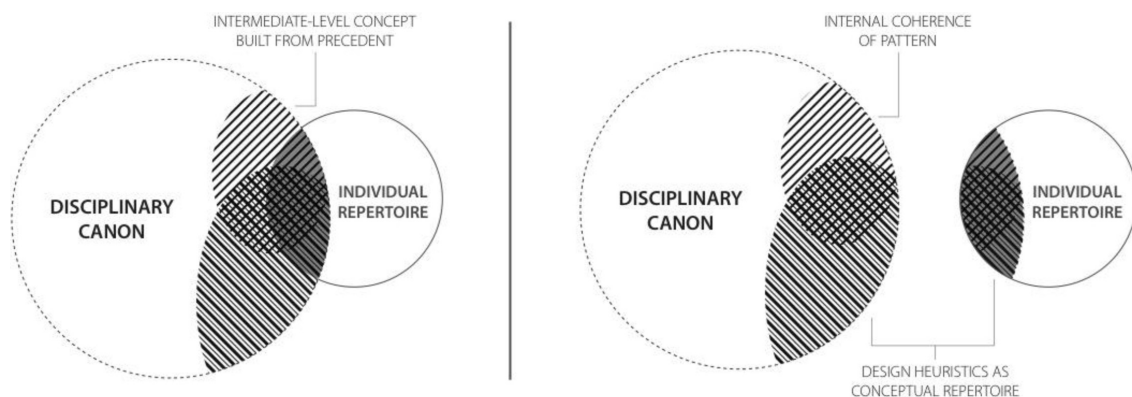 INTERMEDIATE-LEVEL CONCEPT
BUILT FROM PRECEDENT
DISCIPLINARY
CANON
INDIVIDUAL
REPERTOIRE
INTERNAL COHERENCE
OF PATTERN
DISCIPLINARY
CANON
INDIVIDUAL
REPERTOIRE
DESIGN HEURISTICS AS
CONCEPTUAL REPERTOIRE